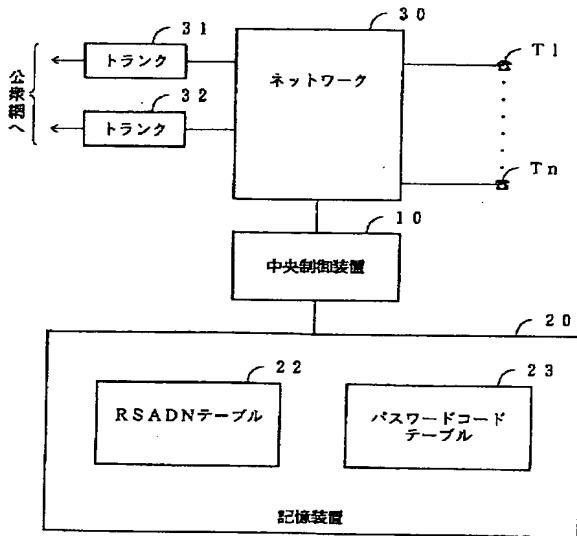 ３１
トランク
３２
トランク
公衆網へ
３０
ネットワーク
Ｔ１
Ｔｎ
１０
中央制御装置
２０
２２
ＲＳＡＤＮテーブル
２３
パスワードコード
テーブル
記憶装置